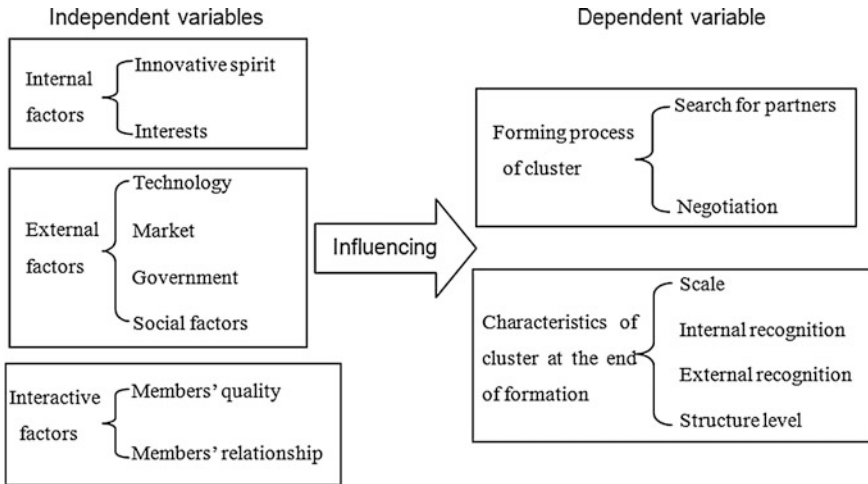 Independent variables
Internal
factors
Innovative spirit
Interests
External
factors
Technology
Market
Government
Social factors
Interactive
factors
Members’ quality
Members’ relationship
Influencing
Dependent variable
Forming process
of cluster
Search for partners
Negotiation
Characteristics of
cluster at the end
of formation
Scale
Internal recognition
External recognition
Structure level